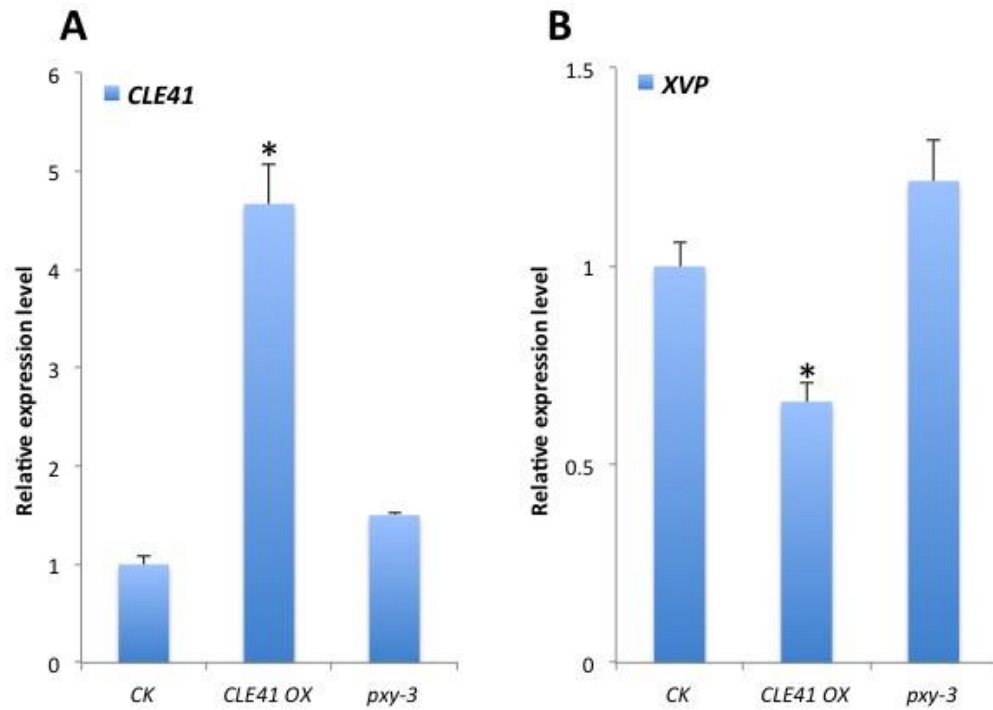 A
CLE41
Relative expression level
6
5
4
3
2
1
0
*
CK
CLE41 OX
pxy-3
B
XVP
Relative expression level
1.5
1
0.5
0
*
CK
CLE41 OX
pxy-3